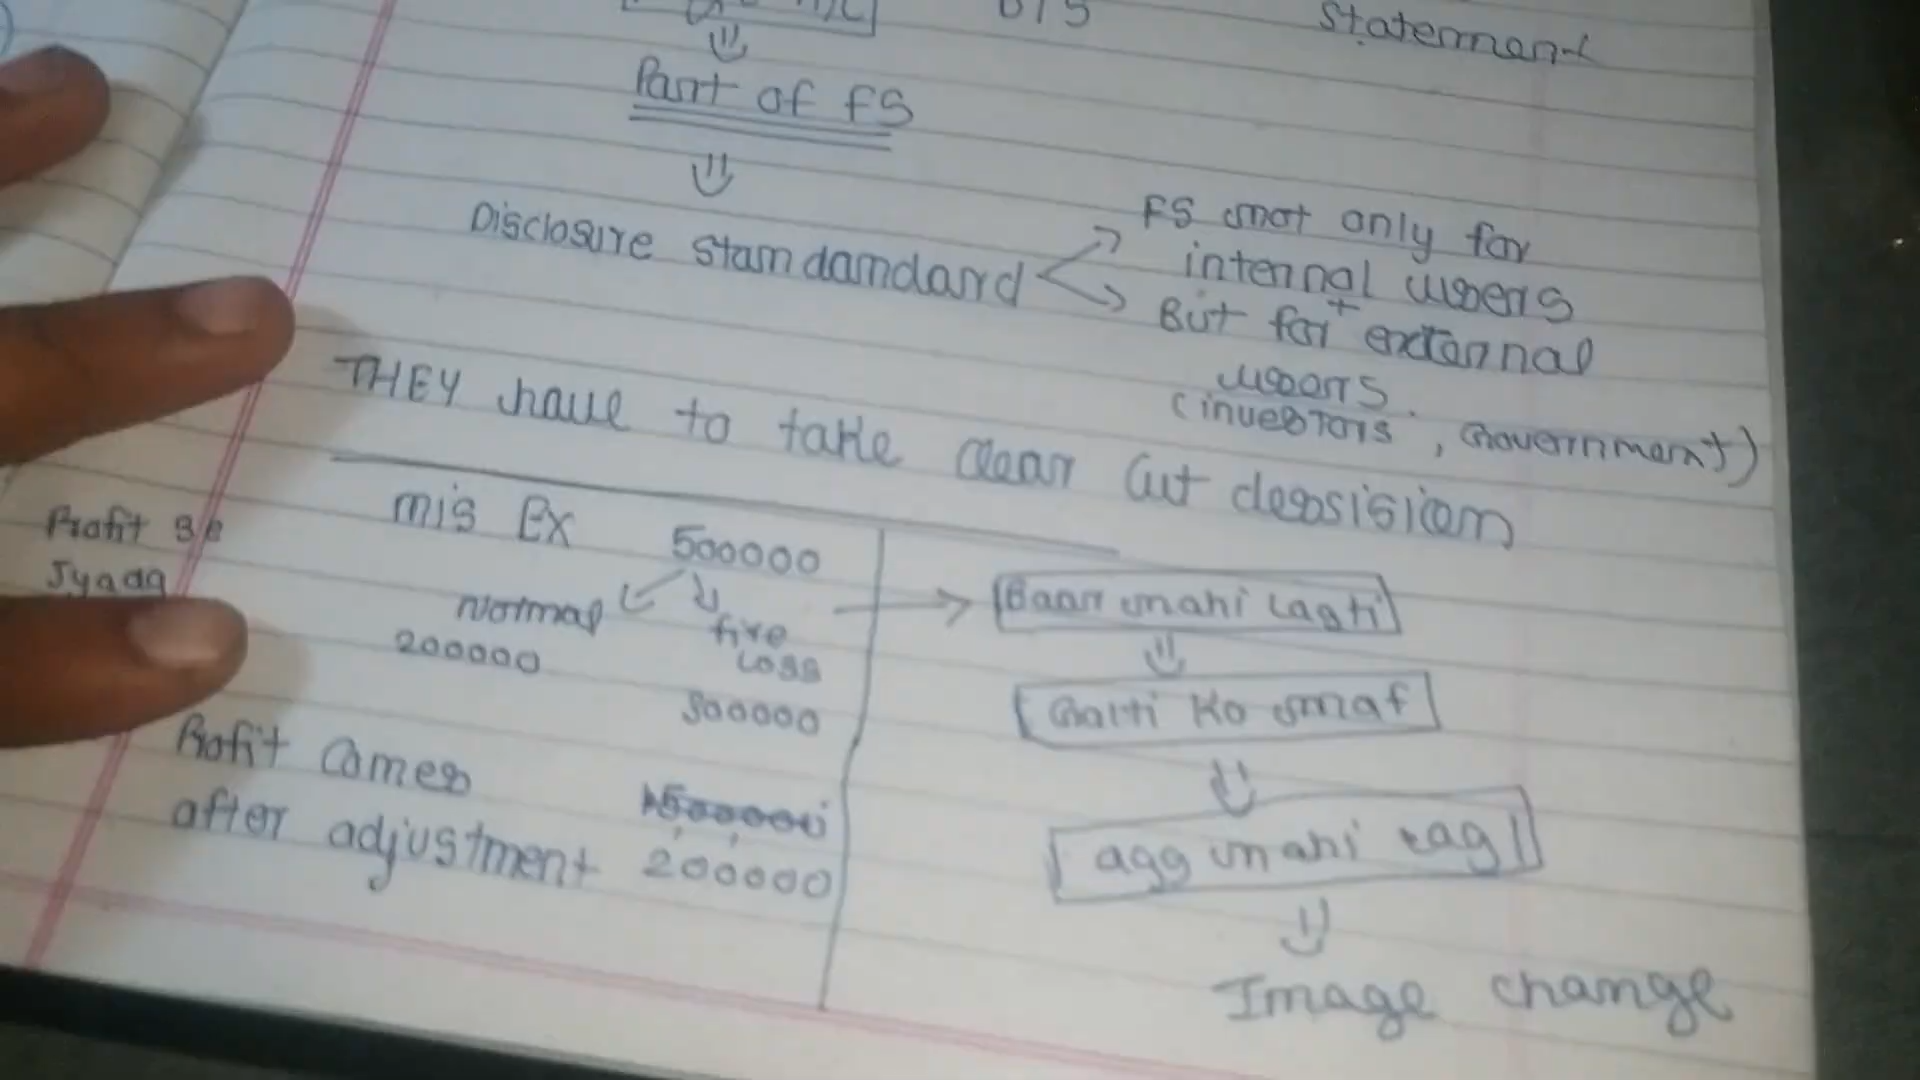 B/S
Statemant
Part of FS
Disclosure Standamdard
FS not only for
internal users
But for + external
users.
(investors, Government)
THEY have to take clear cut
Profit Se
Jyada
mis Ex 500000
Normal
200000
fire
Loss
300000
Profit Comes
after adjustment 200000
Baar nahi Lagti
Galti Ko maaf
agg nahi Lagi
Image change